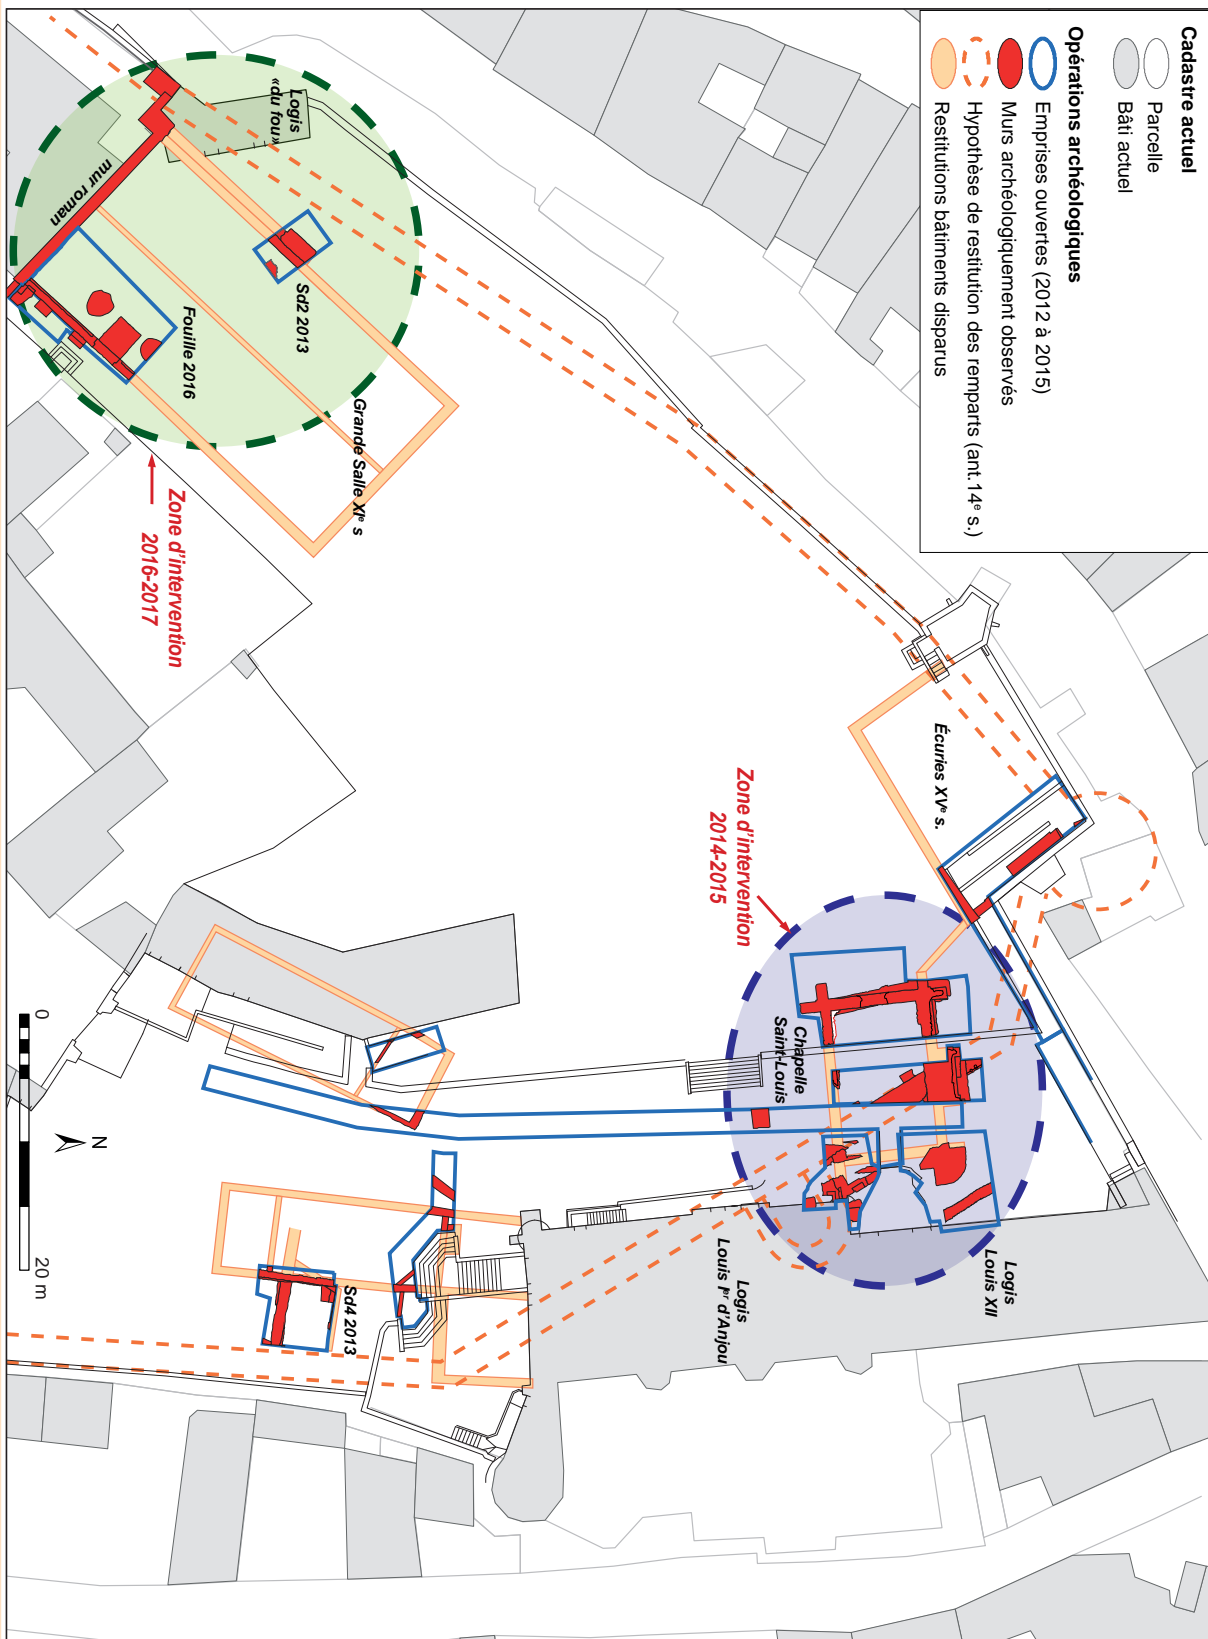 Cadastre actuel
Parcelle
Bâti actuel
Opérations archéologiques
Emprises ouvertes (2012 à 2015)
Murs archéologiquement observés
Hypothèse de restitution des remparts (ant.14e s.)
Restitutions bâtiments disparus
Logis
«du fou»
mur roman
Sd2 2013
Fouille 2016
Grande Salle XIe s
Zone d'intervention
2016-2017
Écuries XVe s.
Zone d'intervention
2014-2015
Chapelle
Saint-Louis
Logis
Louis XII
Logis
Louis Ier d'Anjou
Sd4 2013
N
0
20 m